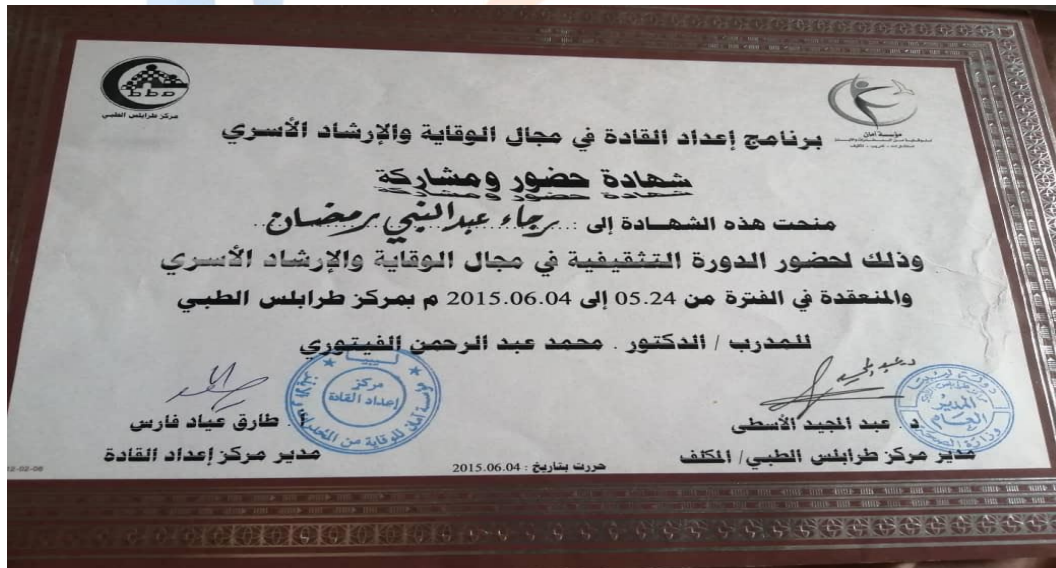 مركز طرابلس الطبي
مؤسسة أمان
برنامج إعداد القادة في مجال الوقاية والإرشاد الأسري
شهادة حضور ومشاركة
منحت هذه الشهادة إلى : رجاء عبدالنبي رمضان
وذلك لحضور الدورة التثقيفية في مجال الوقاية والإرشاد الأسري
والمنعقدة في الفترة من 05.24 إلى 2015.06.04 م بمركز طرابلس الطبي
للمدرب / الدكتور . محمد عبد الرحمن الفيتوري
د. عبد المجيد الأسطى
مدير مركز طرابلس الطبي/ المكلف
المدير العام
أ. طارق عياد فارس
مدير مركز إعداد القادة
مركز إعداد القادة
حررت بتاريخ : 2015.06.04